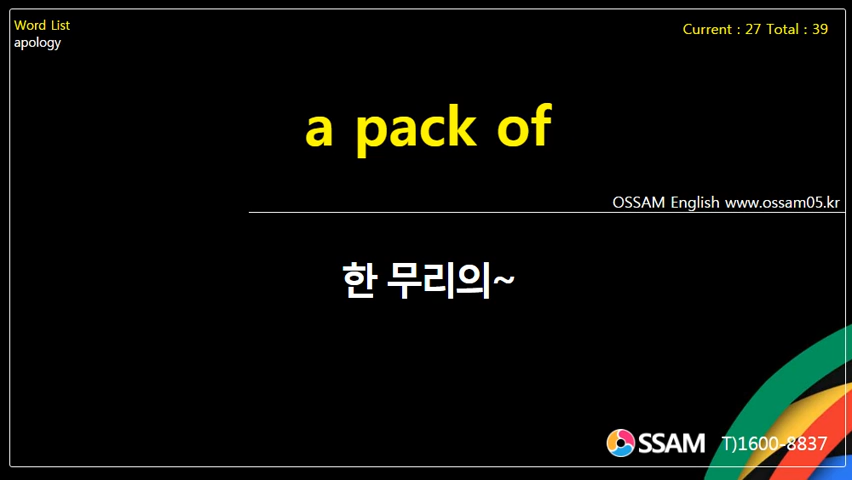 Word List
apology
Current : 27 Total : 39
a pack of
OSSAM English www.ossam05.kr
한 무리의~
OSSAM T)1600-8837